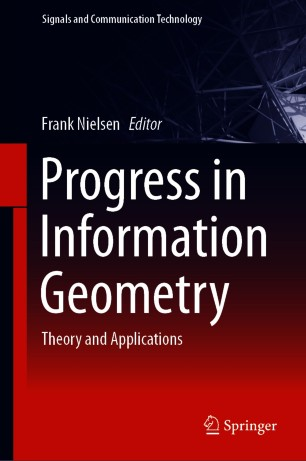 Signals and Communication Technology
Frank Nielsen Editor
Progress in
Information
Geometry
Theory and Applications
Springer